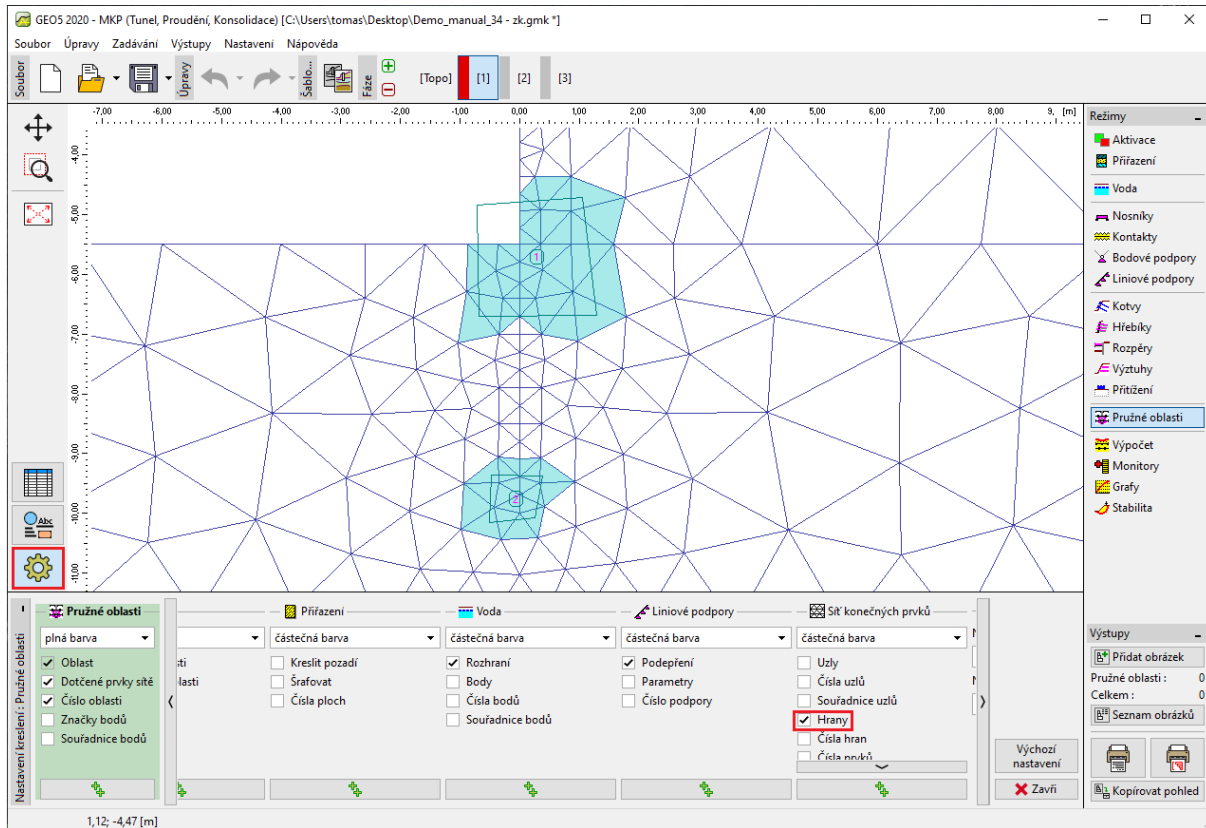 GEO5 2020 - MKP (Tunel, Proudění, Konsolidace) [C:\Users\tomas\Desktop\Demo_manual_34 - zk.gmk *]
Soubor Úpravy Zadávání Výstupy Nastavení Nápověda
Soubor Úpravy Šablo... Fáze [Topo] [1] [2] [3]
-7,00 -6,00 -5,00 -4,00 -3,00 -2,00 -1,00 0,00 1,00 2,00 3,00 4,00 5,00 6,00 7,00 8,00 9, [m]
-4,00
-5,00
-6,00
-7,00
-8,00
-9,00
-10,00
-11,00
1
2
Abc
Režimy
Aktivace
Přiřazení
Voda
Nosníky
Kontakty
Bodové podpory
Liniové podpory
Kotvy
Hřebíky
Rozpěry
Výztuhy
Přitížení
Pružné oblasti
Výpočet
Monitory
Grafy
Stabilita
Nastavení kreslení : Pružné oblasti
Pružné oblasti
plná barva
Oblast
Dotčené prvky sítě
Číslo oblasti
Značky bodů
Souřadnice bodů
sti
lasti
Přiřazení
částečná barva
Kreslit pozadí
Šrafovat
Čísla ploch
Voda
částečná barva
Rozhraní
Body
Čísla bodů
Souřadnice bodů
Liniové podpory
částečná barva
Podepření
Parametry
Číslo podpory
Síť konečných prvků
částečná barva
Uzly
Čísla uzlů
Souřadnice uzlů
Hrany
Čísla hran
Čísla prvků
Výchozí
nastavení
Zavři
Výstupy
Přidat obrázek
Pružné oblasti : 0
Celkem : 0
Seznam obrázků
Kopírovat pohled
1,12; -4,47 [m]